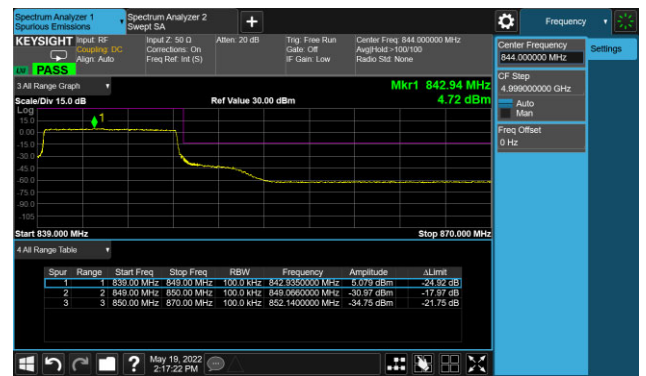 Spectrum Analyzer 1
Spurious Emissions
Spectrum Analyzer 2
Swept SA
Frequency
KEYSIGHT
Input: RF
Coupling: DC
Align: Auto
Input Z: 50 Ω
Corrections: On
Freq Ref: Int (S)
Atten: 20 dB
Trig: Free Run
Gate: Off
IF Gain: Low
Center Freq: 844.000000 MHz
Avg|Hold:>100/100
Radio Std: None
PASS
Center Frequency
844.000000 MHz
Settings
CF Step
4.999000000 GHz
Auto
Man
Freq Offset
0 Hz
3 All Range Graph
Mkr1 842.94 MHz
Scale/Div 15.0 dB
Ref Value 30.00 dBm
4.72 dBm
Log
15.0
0.00
-15.0
-30.0
-45.0
-60.0
-75.0
-90.0
-105
1
Start 839.000 MHz
Stop 870.000 MHz
4 All Range Table
Spur Range Start Freq Stop Freq RBW Frequency Amplitude ΔLimit
1 1 839.00 MHz 849.00 MHz 100.0 kHz 842.9350000 MHz 5.079 dBm -24.92 dB
2 2 849.00 MHz 850.00 MHz 100.0 kHz 849.0660000 MHz -30.97 dBm -17.97 dB
3 3 850.00 MHz 870.00 MHz 100.0 kHz 852.1400000 MHz -34.75 dBm -21.75 dB
?
May 19, 2022
2:17:22 PM